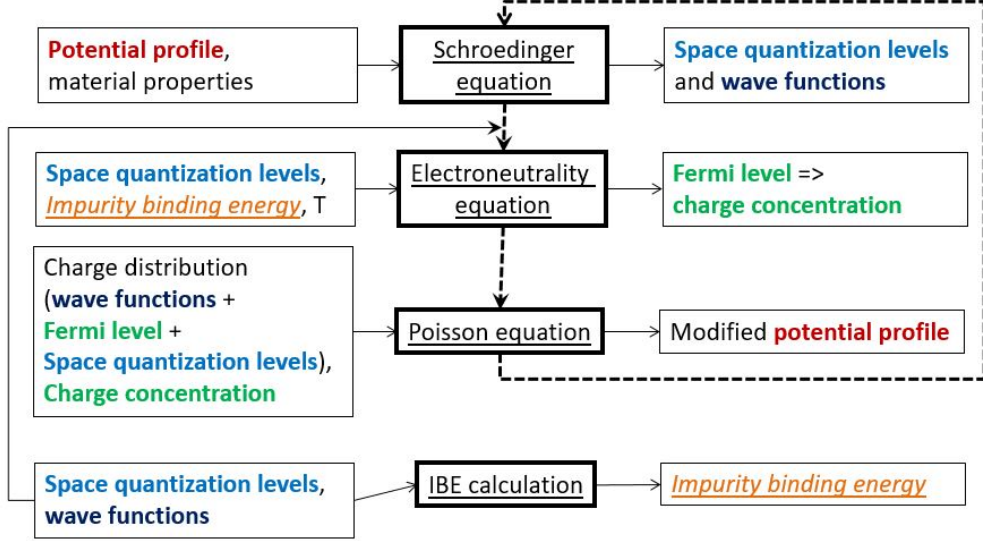 Potential profile,
material properties
Schroedinger
equation
Space quantization levels
and wave functions
Space quantization levels,
Impurity binding energy, T
Electroneutrality
equation
Fermi level =>
charge concentration
Charge distribution
(wave functions +
Fermi level +
Space quantization levels),
Charge concentration
Poisson equation
Modified potential profile
Space quantization levels,
wave functions
IBE calculation
Impurity binding energy